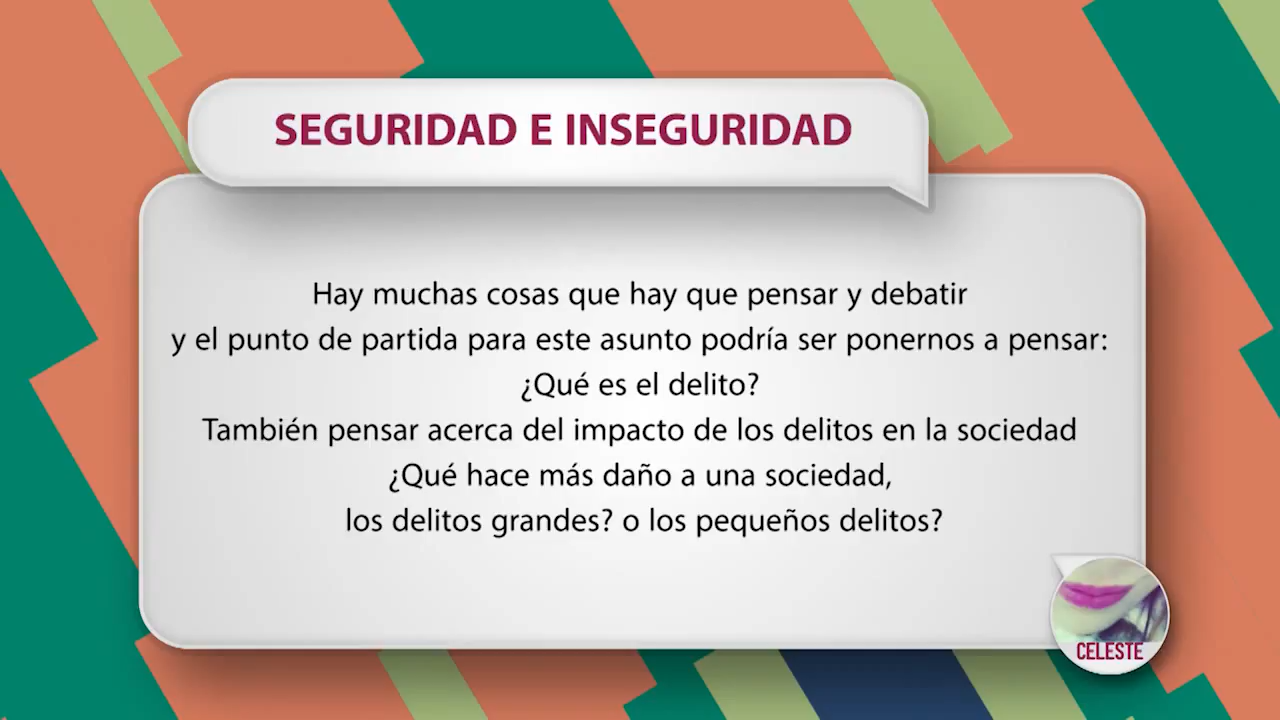 SEGURIDAD E INSEGURIDAD
Hay muchas cosas que hay que pensar y debatir
y el punto de partida para este asunto podría ser ponernos a pensar:
¿Qué es el delito?
También pensar acerca del impacto de los delitos en la sociedad
¿Qué hace más daño a una sociedad,
los delitos grandes? o los pequeños delitos?
CELESTE